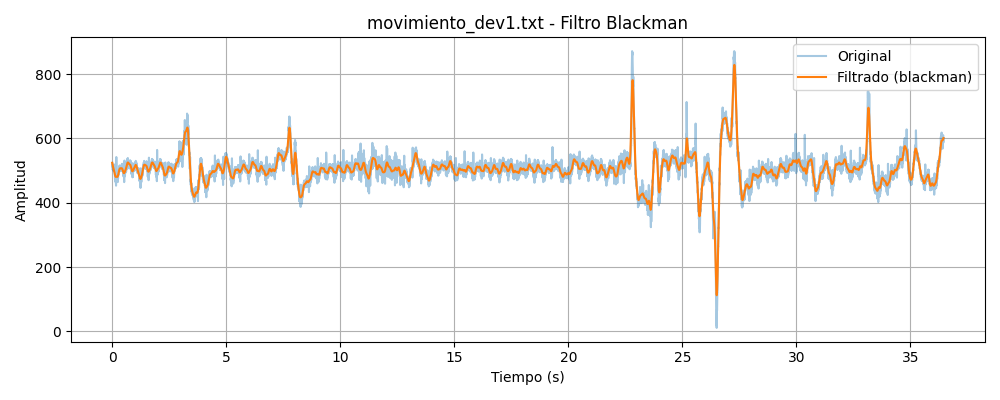 movimiento_dev1.txt - Filtro Blackman
Original
Filtrado (blackman)
Amplitud
800
600
400
200
0
0 5 10 15 20 25 30 35
Tiempo (s)